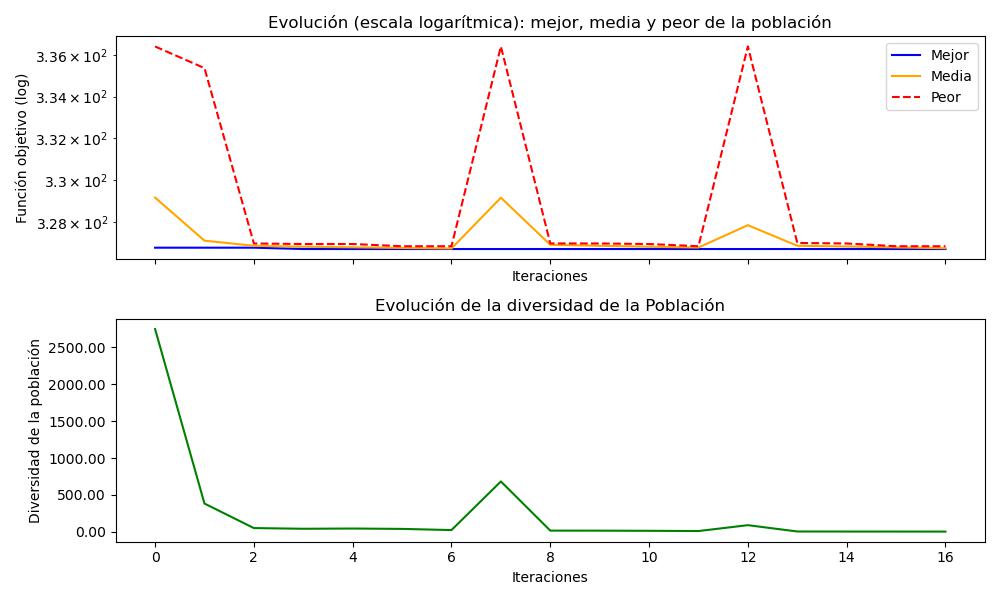 Evolución (escala logarítmica): mejor, media y peor de la población
Función objetivo (log)
3.36 × 10²
3.34 × 10²
3.32 × 10²
3.3 × 10²
3.28 × 10²
Mejor
Media
Peor
Iteraciones
Evolución de la diversidad de la Población
Diversidad de la población
2500.00
2000.00
1500.00
1000.00
500.00
0.00
0 2 4 6 8 10 12 14 16
Iteraciones